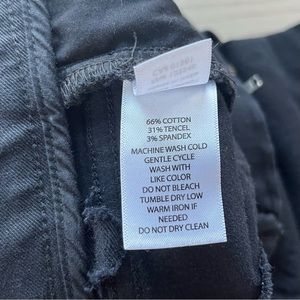 66% COTTON
31% TENCEL
3% SPANDEX
MACHINE WASH COLD
GENTLE CYCLE
WASH WITH
LIKE COLOR
DO NOT BLEACH
TUMBLE DRY LOW
WARM IRON IF
NEEDED
DO NOT DRY CLEAN